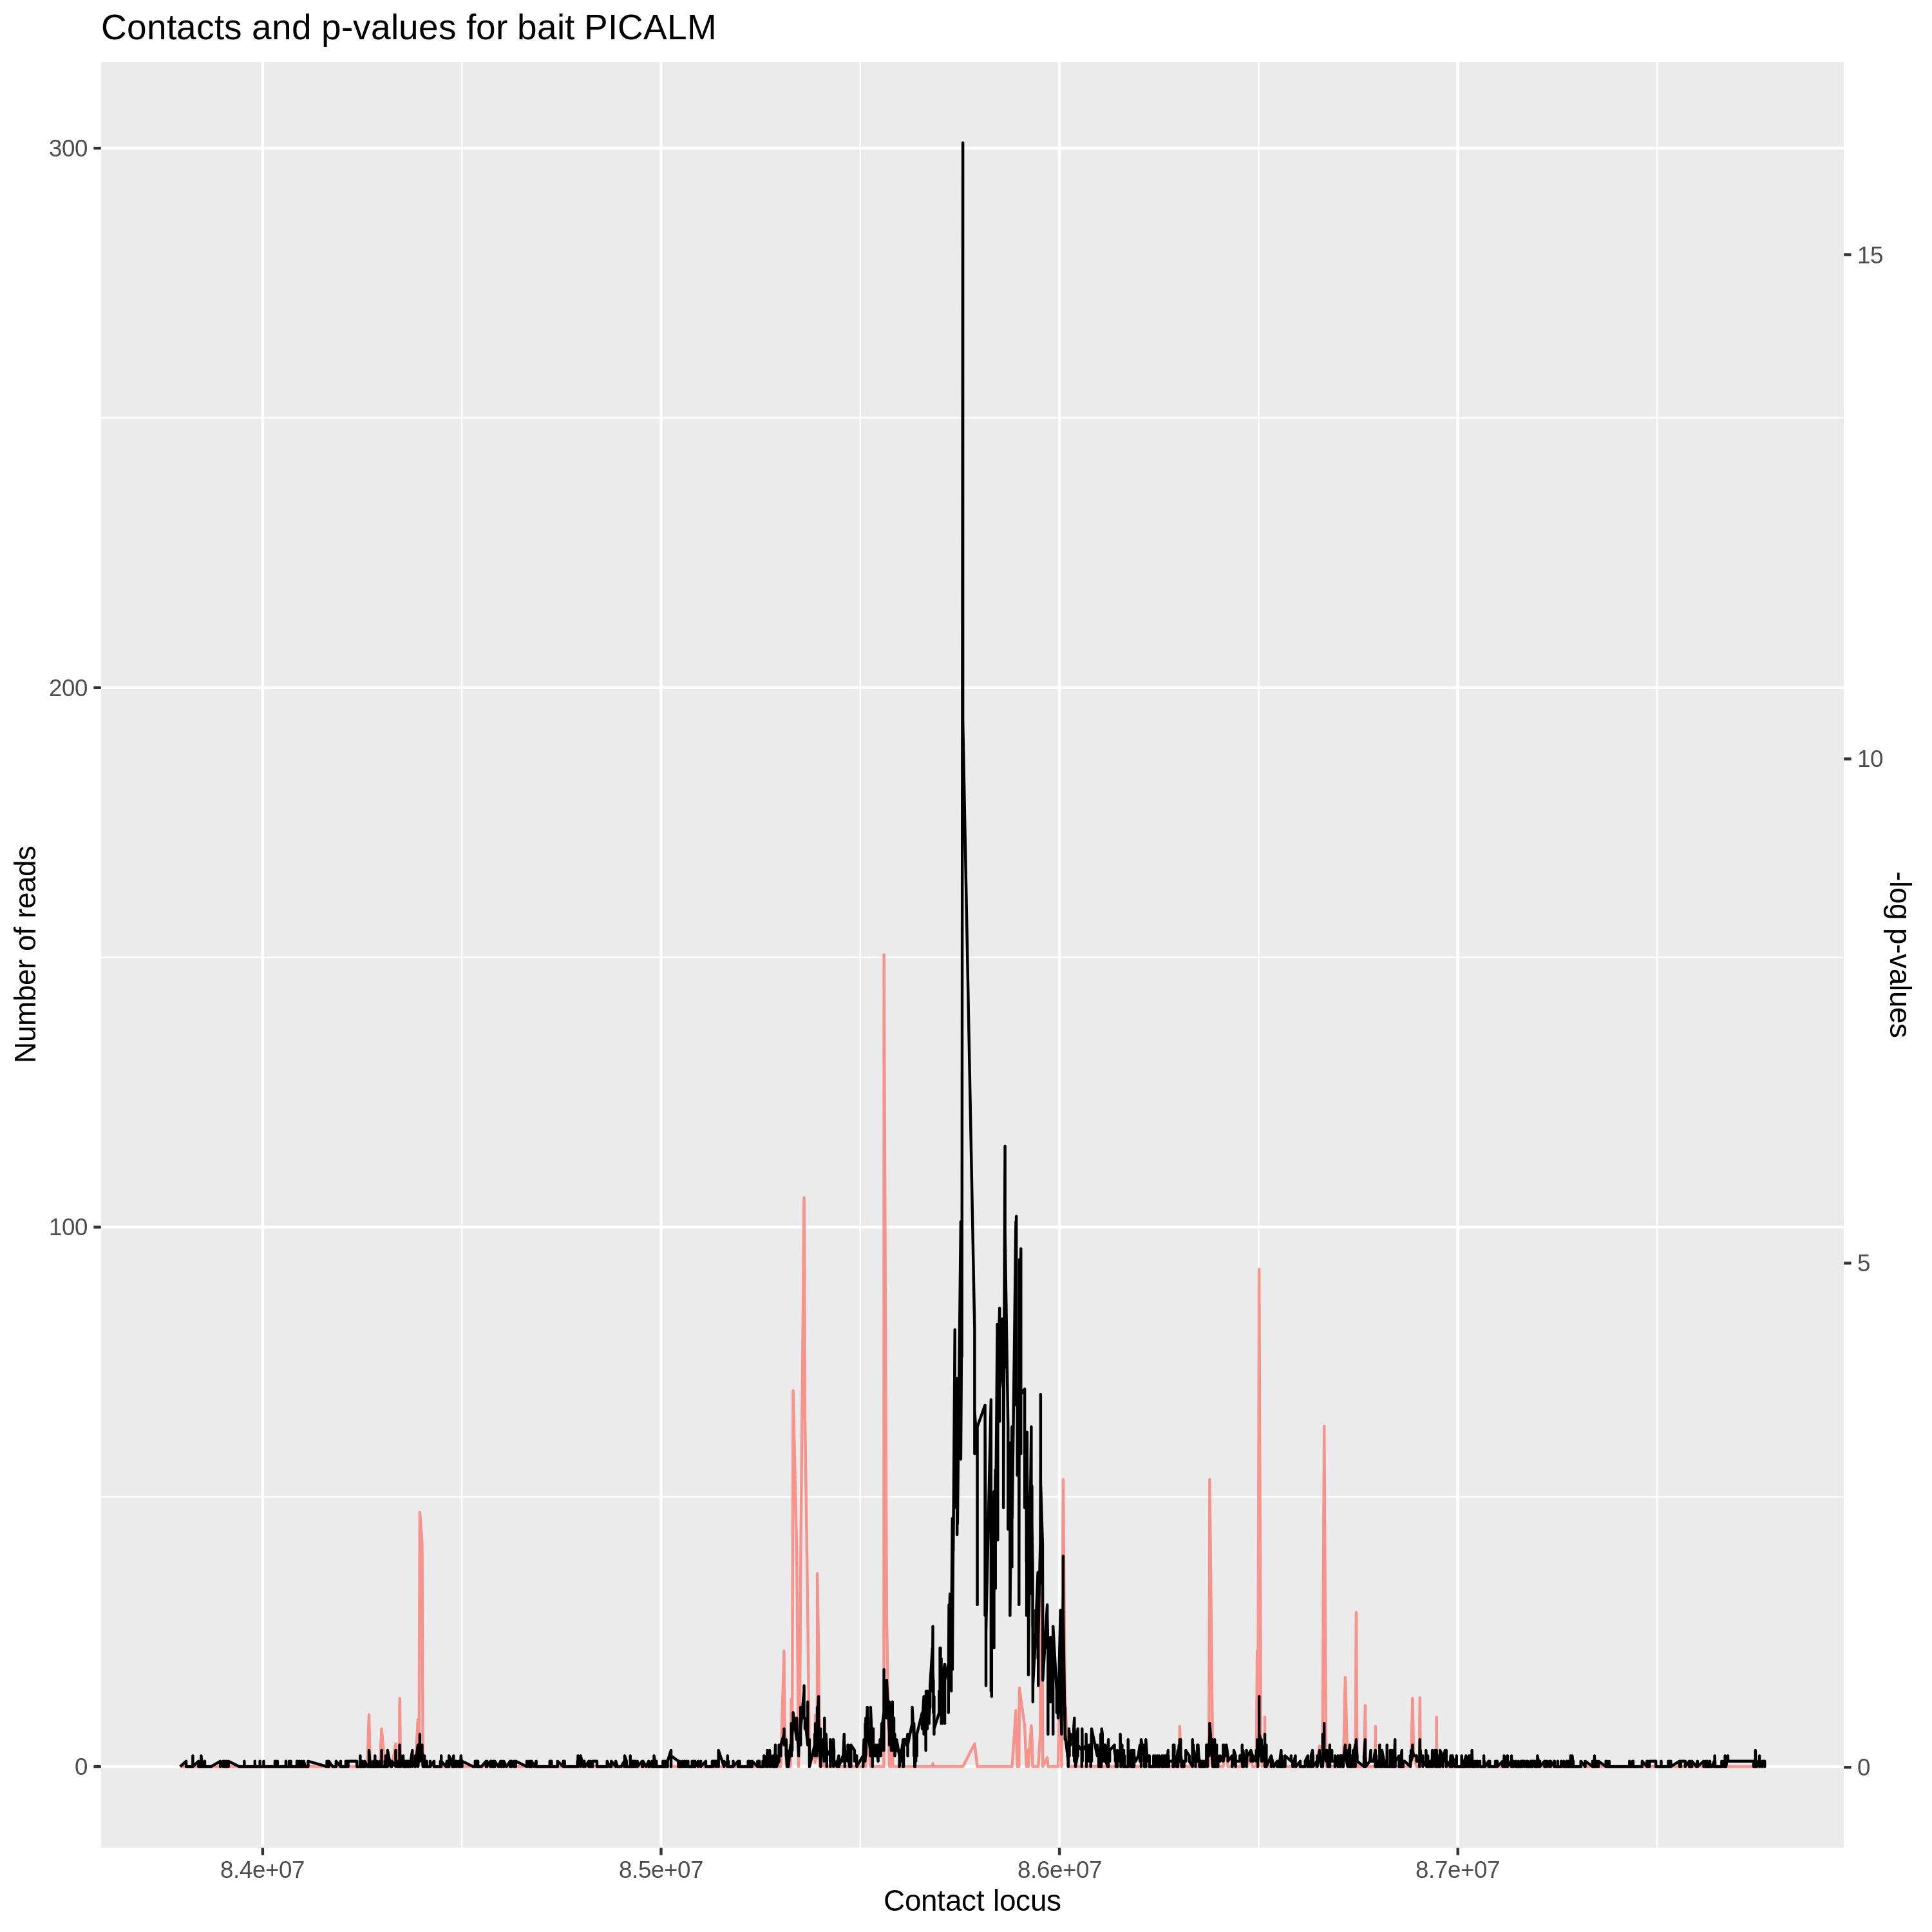 Contacts and p-values for bait PICALM
300
200
100
0
15
10
5
0
Number of reads
-log p-values
8.4e+07 8.5e+07 8.6e+07 8.7e+07
Contact locus